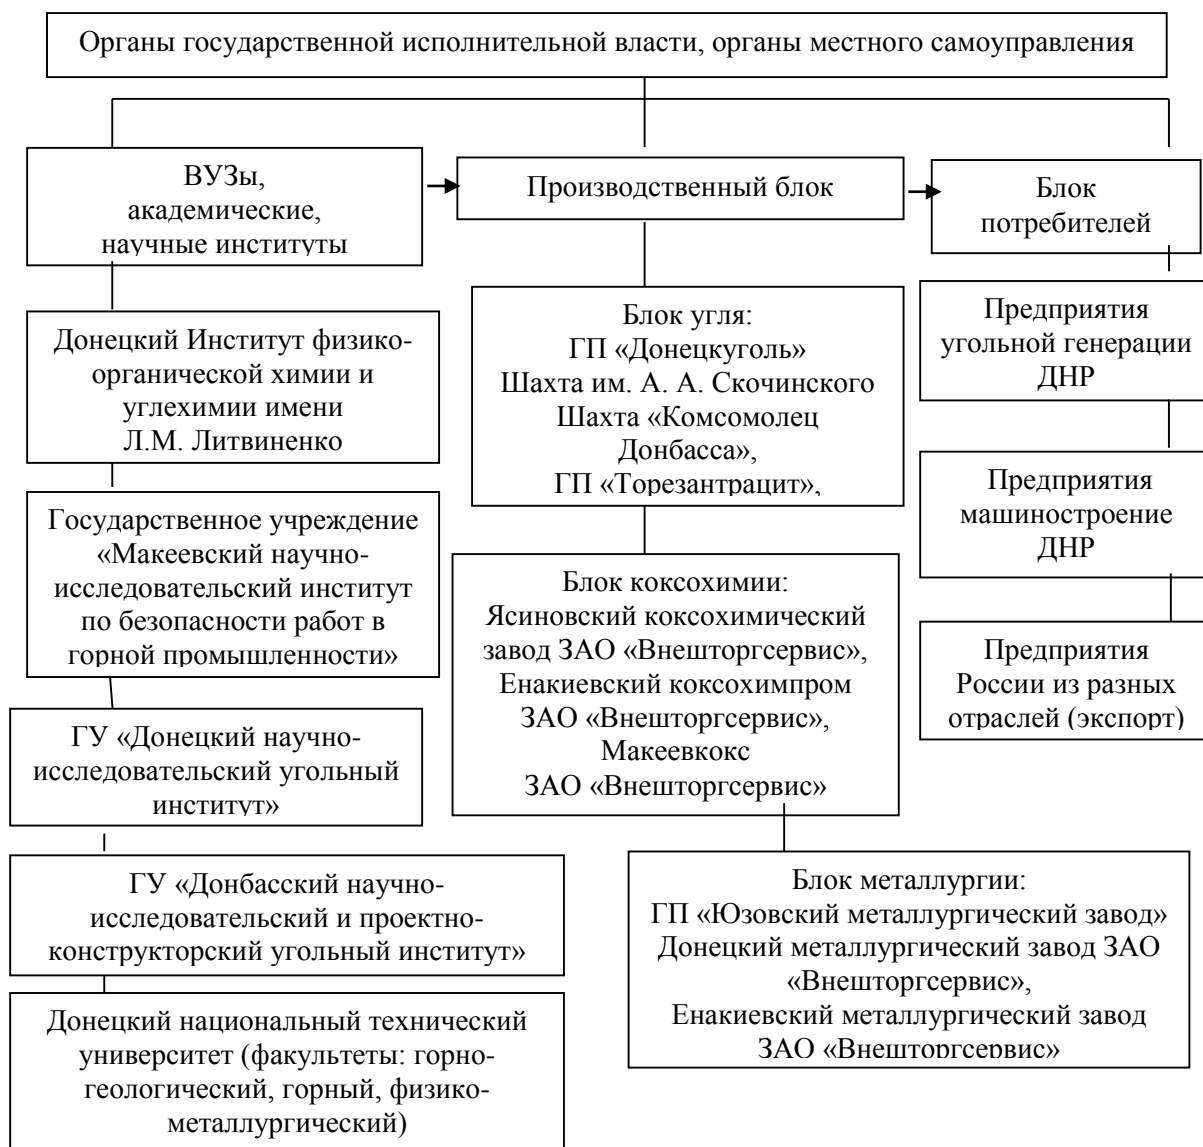 Органы государственной исполнительной власти, органы местного самоуправления
ВУЗы,
академические,
научные институты
Производственный блок
Блок
потребителей
Донецкий Институт физико-
органической химии и
углехимии имени
Л.М. Литвиненко
Государственное учреждение
«Макеевский научно-
исследовательский институт
по безопасности работ в
горной промышленности»
ГУ «Донецкий научно-
исследовательский угольный
институт»
ГУ «Донбасский научно-
исследовательский и проектно-
конструкторский угольный институт»
Донецкий национальный технический
университет (факультеты: горно-
геологический, горный, физико-
металлургический)
Блок угля:
ГП «Донецкуголь»
Шахта им. А. А. Скочинского
Шахта «Комсомолец
Донбасса»,
ГП «Торезантрацит»,
Блок коксохимии:
Ясиновский коксохимический
завод ЗАО «Внешторгсервис»,
Енакиевский коксохимпром
ЗАО «Внешторгсервис»,
Макеевкокс
ЗАО «Внешторгсервис»
Блок металлургии:
ГП «Юзовский металлургический завод»
Донецкий металлургический завод ЗАО
«Внешторгсервис»,
Енакиевский металлургический завод
ЗАО «Внешторгсервис»
Предприятия
угольной генерации
ДНР
Предприятия
машиностроение
ДНР
Предприятия
России из разных
отраслей (экспорт)